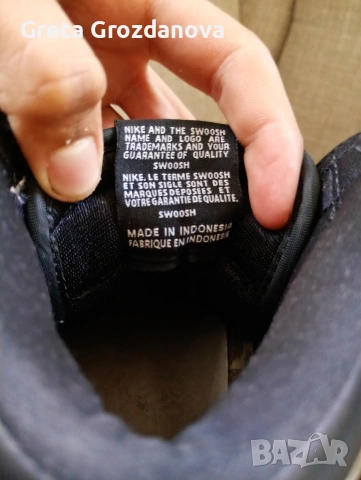 Greta Grozdanova
NIKE AND THE SWOOSH
NAME AND LOGO ARE
TRADEMARKS AND YOUR
GUARANTEE OF QUALITY
SWOOSH
NIKE. LE TERME SWOOSH
ET SON SIGLE SONT DES
MARQUES DEPOSEES ET
VOTRE GARANTIE DE QUALITE.
SWOOSH
MADE IN INDONESIA
FABRIQUE EN INDONESIE
BAZAR